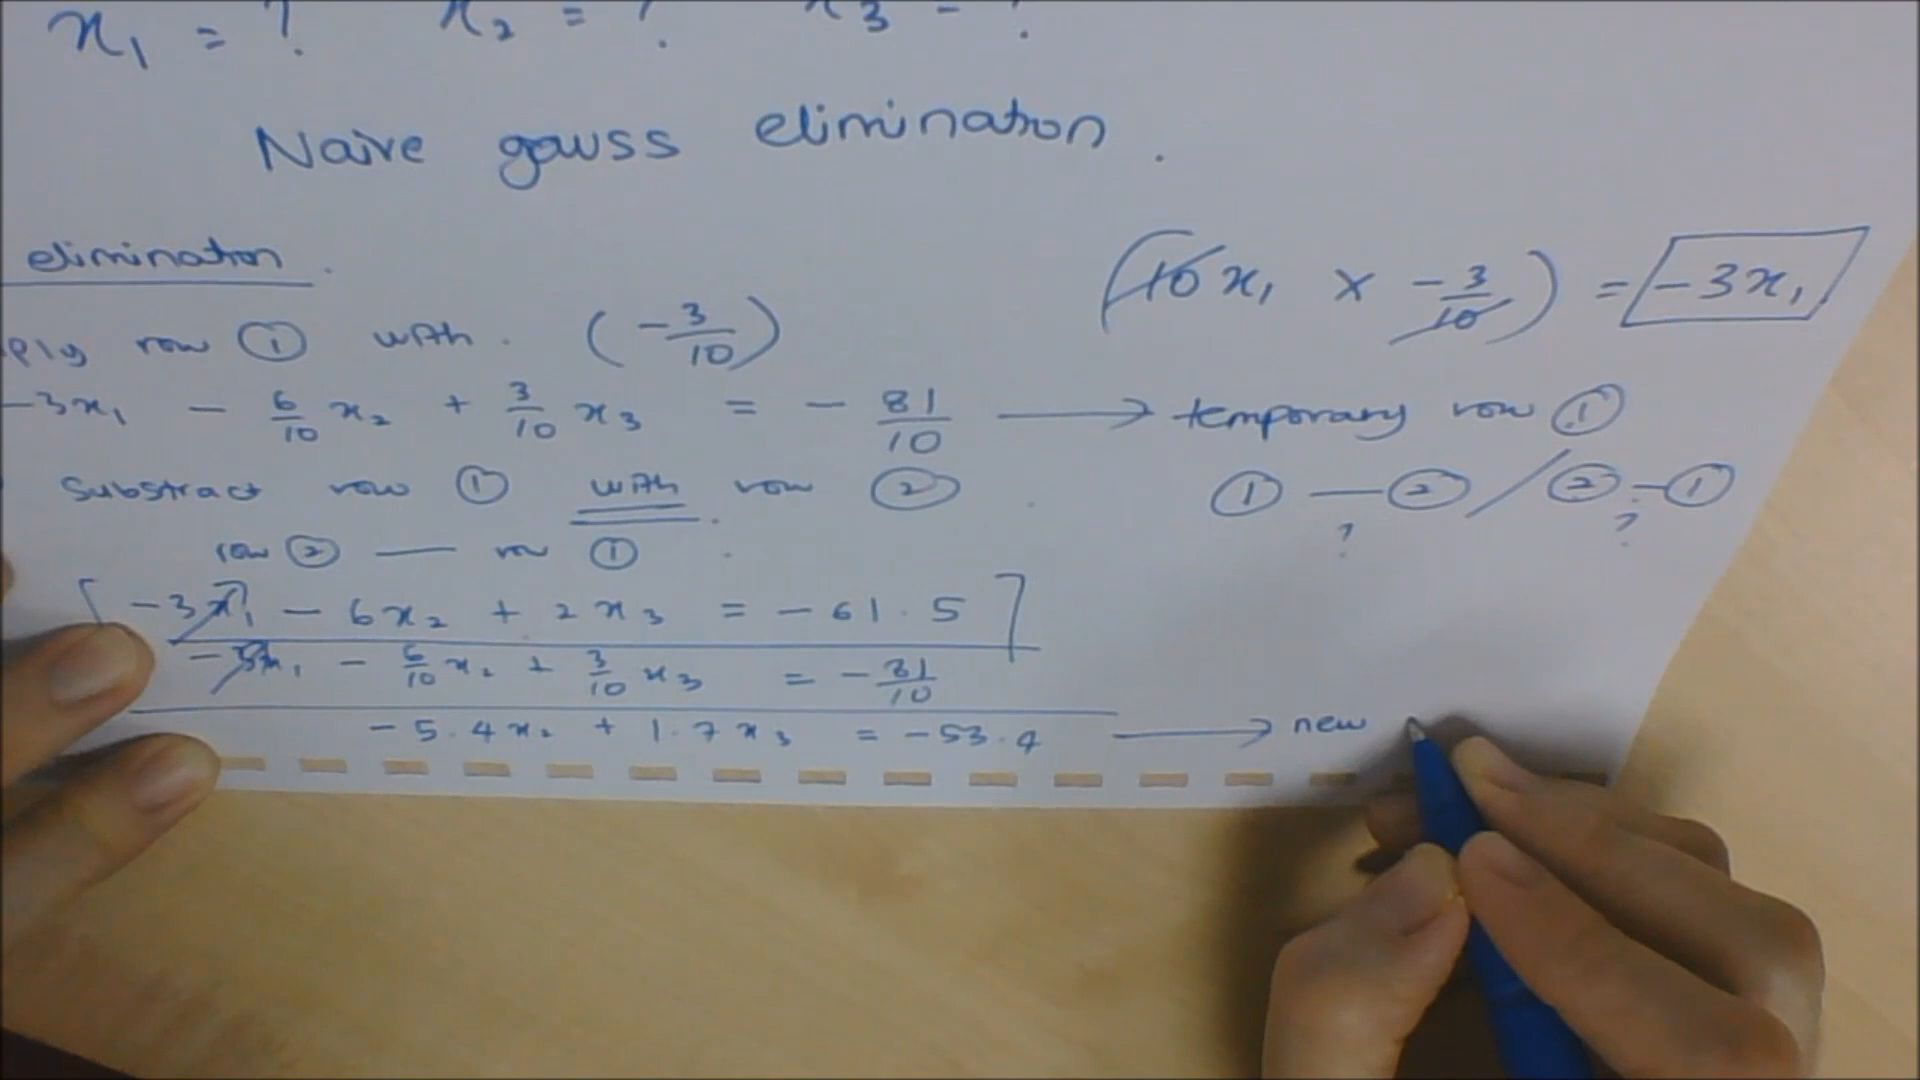 x₁ = ? x₂ = ? x₃ = ?
Naive gauss elimination.
elimination.
ply row ① with. (-3/10)
(10x₁ × -3/10) = -3x₁
-3x₁ - 6/10 x₂ + 3/10 x₃ = - 81/10 → temporary row ①
Substract row ① with row ②.
① — ② / ② - ①
? ?
row ② — row ①.
[-3x₁ - 6x₂ + 2x₃ = -61.5]
-3x₁ - 6/10 x₂ + 3/10 x₃ = - 81/10
-5.4x₂ + 1.7x₃ = -53.4 → new